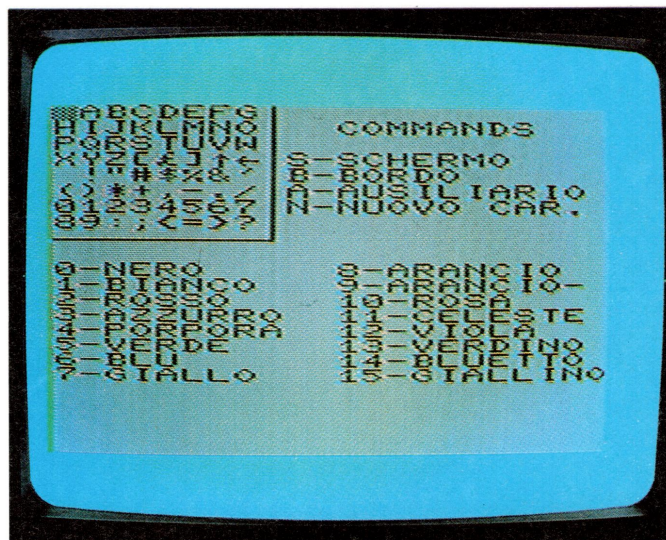 ABCDEFG
HIJKLMNO
PQRSTUVW
XYZ[£]↑←
!"#$%&'
()*+,-./
01234567
89:;<=>?
COMMANDS
S-SCHERMO
B-BORDO
A-AUSILIARIO
N-NUOVO CAR.
0-NERO
1-BIANCO
2-ROSSO
3-AZZURRO
4-PORPORA
5-VERDE
6-BLU
7-GIALLO
8-ARANCIO
9-ARANCIO-
10-ROSA
11-CELESTE
12-VIOLA
13-VERDINO
14-BLUETTO
15-GIALLINO